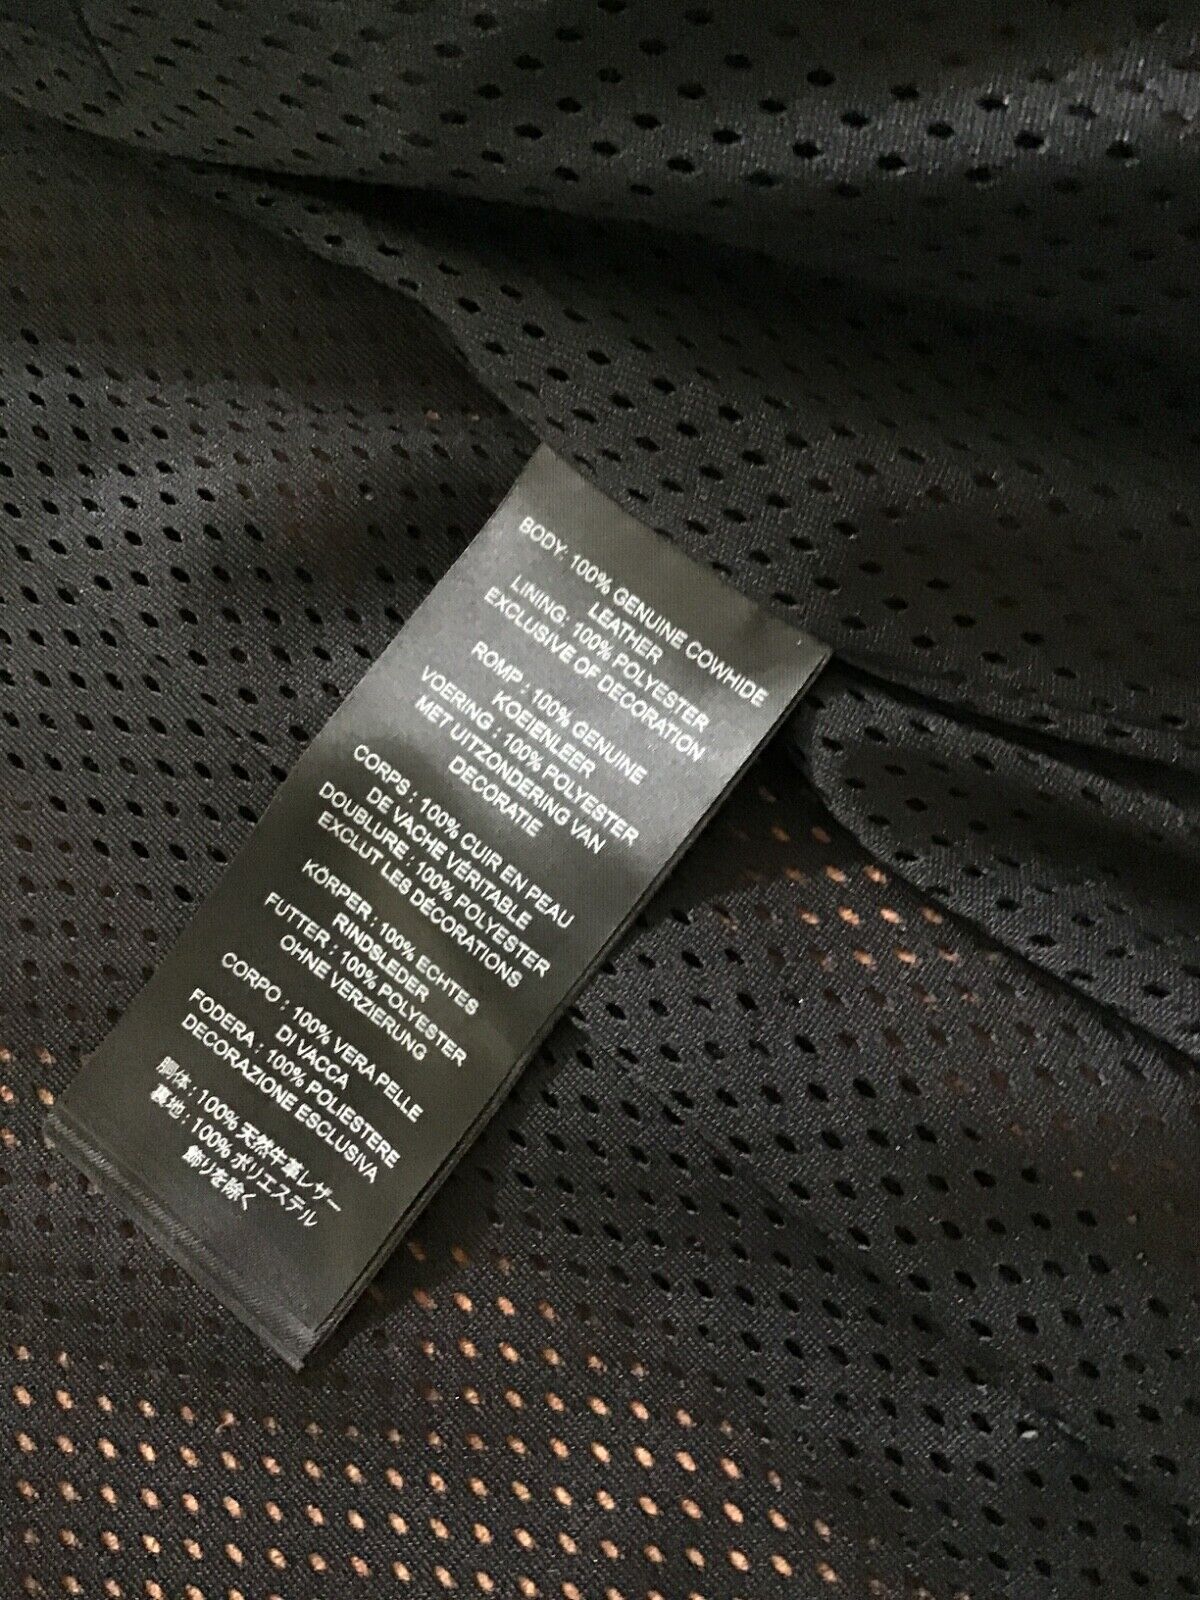 BODY: 100% GENUINE COWHIDE
LEATHER
LINING: 100% POLYESTER
EXCLUSIVE OF DECORATION
ROMP : 100% GENUINE
KOEIENLEER
VOERING : 100% POLYESTER
MET UITZONDERING VAN
DECORATIE
CORPS : 100% CUIR EN PEAU
DE VACHE VÉRITABLE
DOUBLURE : 100% POLYESTER
EXCLUT LES DÉCORATIONS
KÖRPER : 100% ECHTES
RINDSLEDER
FUTTER : 100% POLYESTER
OHNE VERZIERUNG
CORPO : 100% VERA PELLE
DI VACCA
FODERA : 100% POLIESTERE
DECORAZIONE ESCLUSIVA
胴体 : 100% 天然牛革レザー
裏地 : 100% ポリエステル
飾りを除く